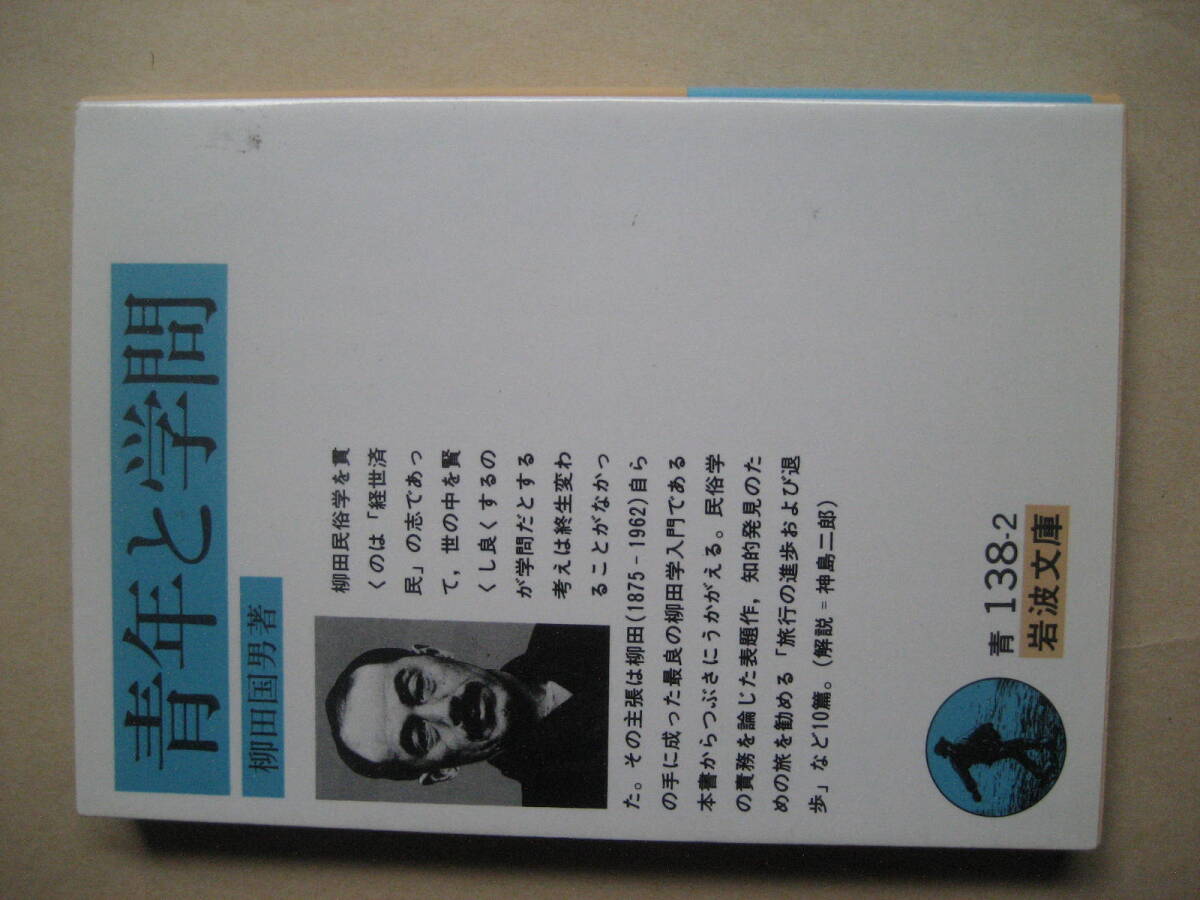 青年と学問
柳田国男著
柳田民俗学を貫
くのは「経世済
民」の志であっ
て，世の中を賢
くし良くするの
が学問だとする
考えは終生変わ
ることがなかっ
た。その主張は柳田(1875-1962)自ら
の手に成った最良の柳田学入門である
本書からつぶさにうかがえる。民俗学
の責務を論じた表題作，知的発見のた
めの旅を勧める「旅行の進歩および退
歩」など10篇。(解説＝神島二郎)
青 138-2
岩波文庫